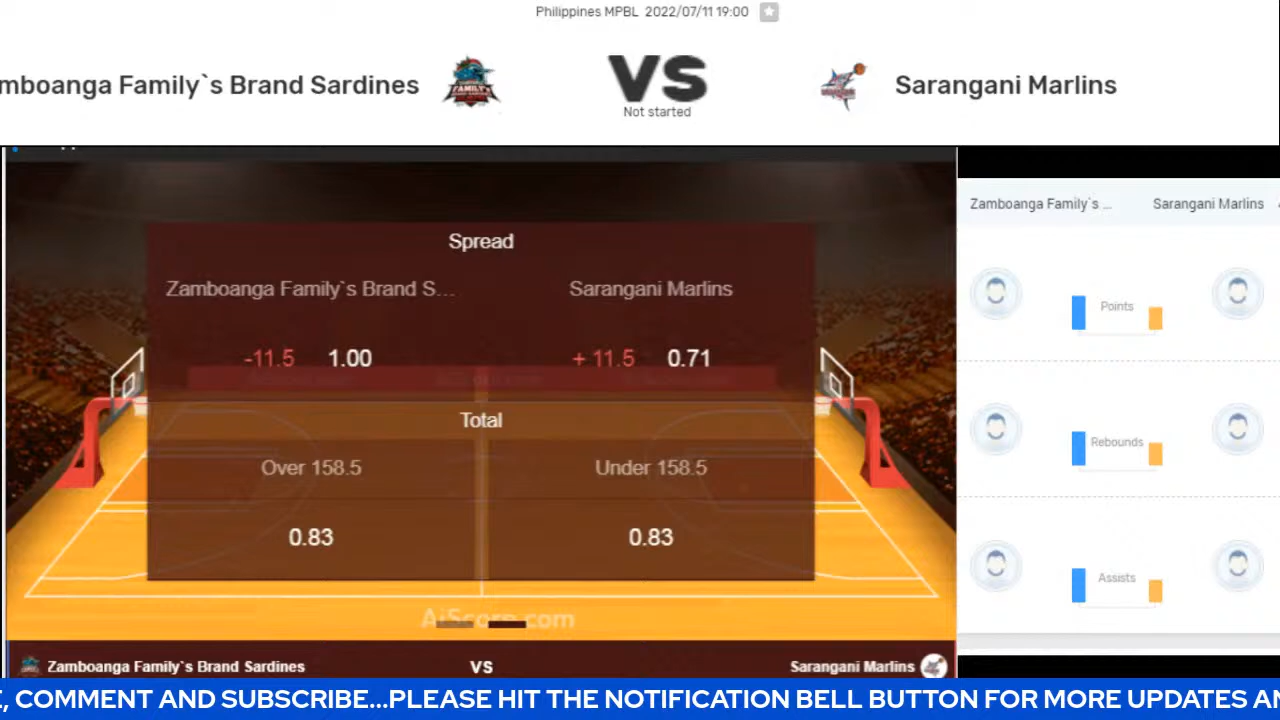 Philippines MPBL 2022/07/11 19:00
mboanga Family`s Brand Sardines
VS
Sarangani Marlins
Not started
Spread
Zamboanga Family`s Brand S...
Sarangani Marlins
-11.5 1.00
+ 11.5 0.71
Total
Over 158.5
Under 158.5
0.83
0.83
AiScore.com
Zamboanga Family`s Brand Sardines
VS
Sarangani Marlins
Zamboanga Family`s ...
Sarangani Marlins
Points
Rebounds
Assists
, COMMENT AND SUBSCRIBE...PLEASE HIT THE NOTIFICATION BELL BUTTON FOR MORE UPDATES AN